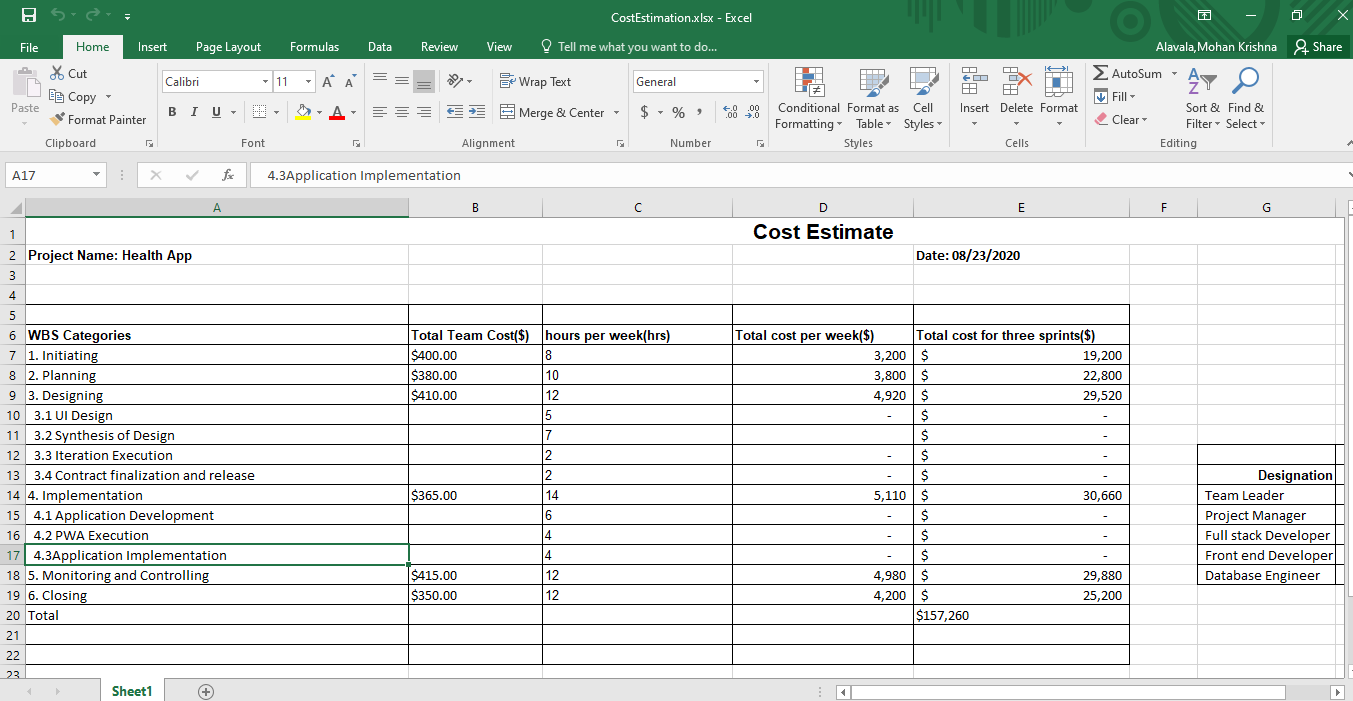 CostEstimation.xlsx - Excel
File Home Insert Page Layout Formulas Data Review View Tell me what you want to do... Alavala,Mohan Krishna Share
Paste
Cut
Copy
Format Painter
Clipboard
Calibri 11 A A
B I U A
Font
Wrap Text
Merge & Center
Alignment
General
$ % , .0 .00 .00 .0
Number
Conditional Formatting
Format as Table
Cell Styles
Styles
Insert Delete Format
Cells
AutoSum
Fill
Clear
Sort & Filter
Find & Select
Editing
A17 fx 4.3Application Implementation
A B C D E F G
1 Cost Estimate
2 Project Name: Health App Date: 08/23/2020
3
4
5
6 WBS Categories Total Team Cost($) hours per week(hrs) Total cost per week($) Total cost for three sprints($)
7 1. Initiating $400.00 8 3,200 $ 19,200
8 2. Planning $380.00 10 3,800 $ 22,800
9 3. Designing $410.00 12 4,920 $ 29,520
10 3.1 UI Design 5 - $ -
11 3.2 Synthesis of Design 7 $ -
12 3.3 Iteration Execution 2 - $ -
13 3.4 Contract finalization and release 2 - $ - Designation
14 4. Implementation $365.00 14 5,110 $ 30,660 Team Leader
15 4.1 Application Development 6 - $ - Project Manager
16 4.2 PWA Execution 4 - $ - Full stack Developer
17 4.3Application Implementation 4 - $ - Front end Developer
18 5. Monitoring and Controlling $415.00 12 4,980 $ 29,880 Database Engineer
19 6. Closing $350.00 12 4,200 $ 25,200
20 Total $157,260
21
22
23
Sheet1